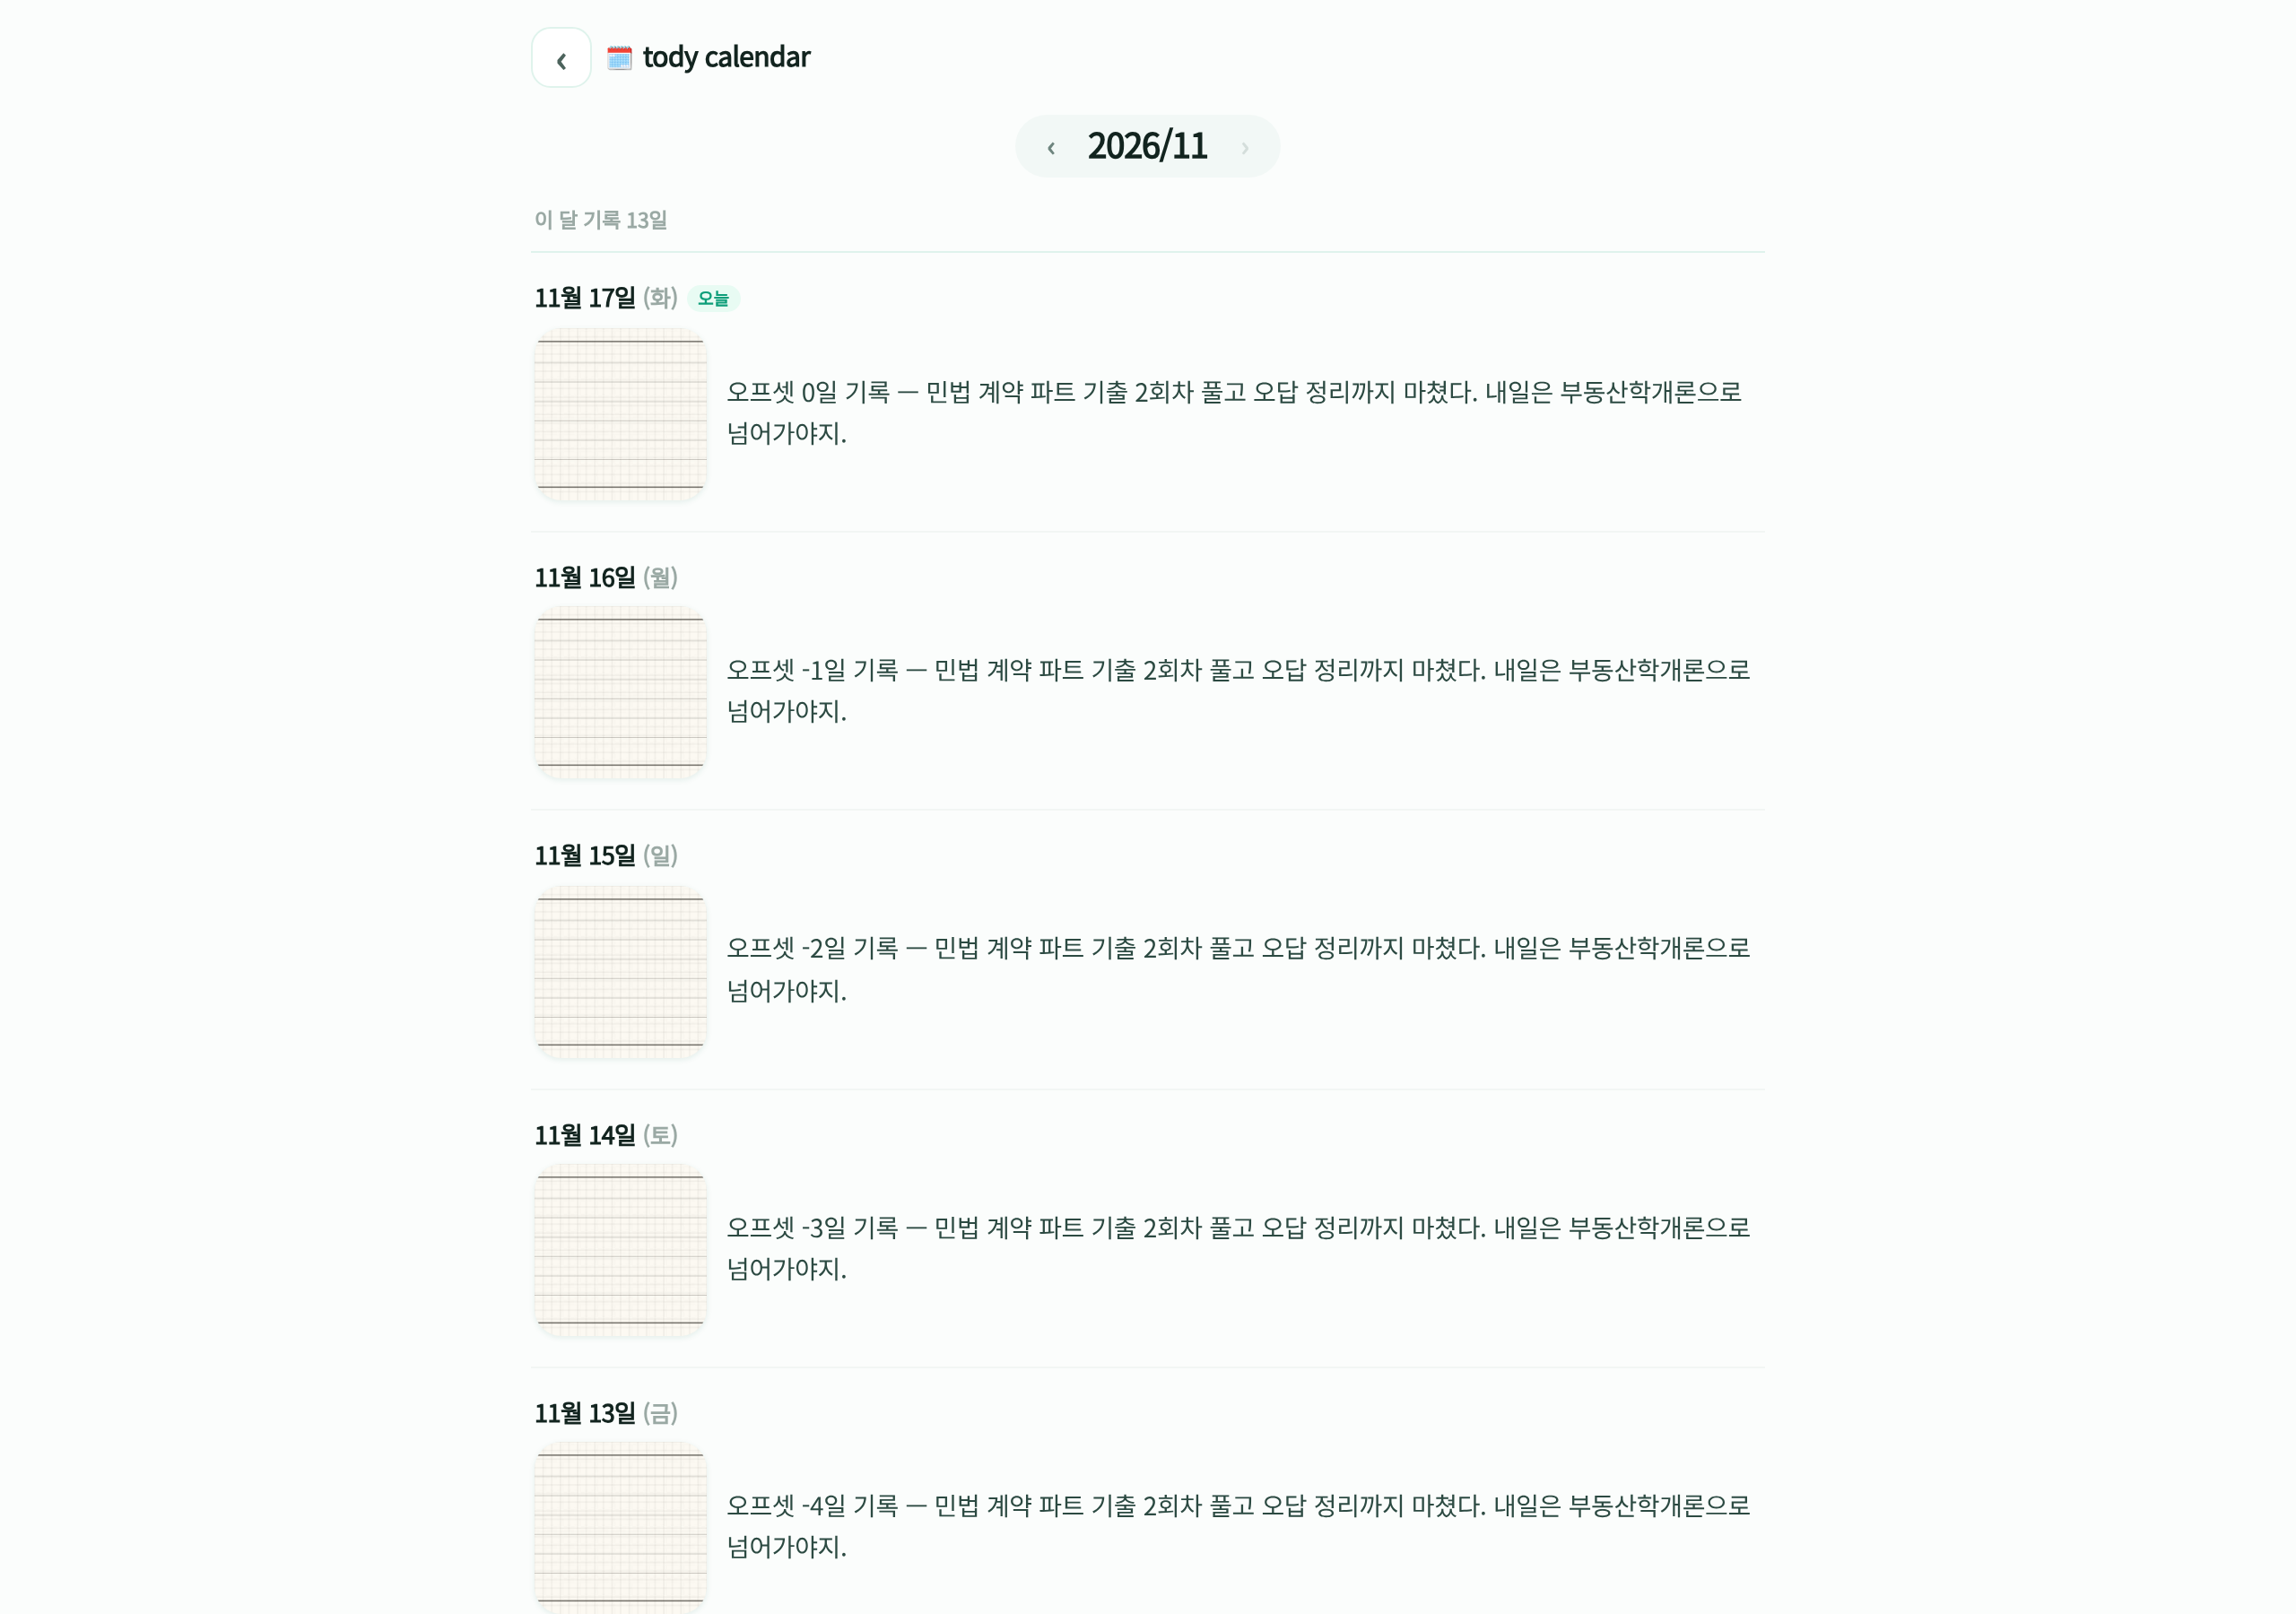 ‹ 🗓️ tody calendar
‹ 2026/11 ›
이 달 기록 13일
11월 17일 (화) 오늘
오프셋 0일 기록 — 민법 계약 파트 기출 2회차 풀고 오답 정리까지 마쳤다. 내일은 부동산학개론으로
넘어가야지.
11월 16일 (월)
오프셋 -1일 기록 — 민법 계약 파트 기출 2회차 풀고 오답 정리까지 마쳤다. 내일은 부동산학개론으로
넘어가야지.
11월 15일 (일)
오프셋 -2일 기록 — 민법 계약 파트 기출 2회차 풀고 오답 정리까지 마쳤다. 내일은 부동산학개론으로
넘어가야지.
11월 14일 (토)
오프셋 -3일 기록 — 민법 계약 파트 기출 2회차 풀고 오답 정리까지 마쳤다. 내일은 부동산학개론으로
넘어가야지.
11월 13일 (금)
오프셋 -4일 기록 — 민법 계약 파트 기출 2회차 풀고 오답 정리까지 마쳤다. 내일은 부동산학개론으로
넘어가야지.